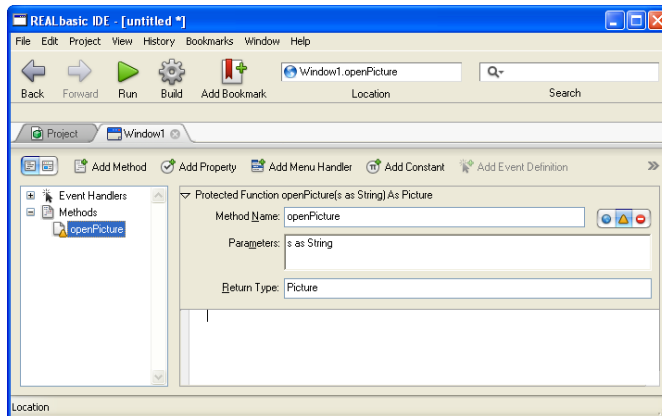 REALbasic IDE - [untitled *]
File Edit Project View History Bookmarks Window Help
Window1.openPicture
Back Forward Run Build Add Bookmark Location Search
Project Window1
Add Method Add Property Add Menu Handler Add Constant Add Event Definition
Event Handlers
Methods
openPicture
Protected Function openPicture(s as String) As Picture
Method Name: openPicture
Parameters: s as String
Return Type: Picture
Location